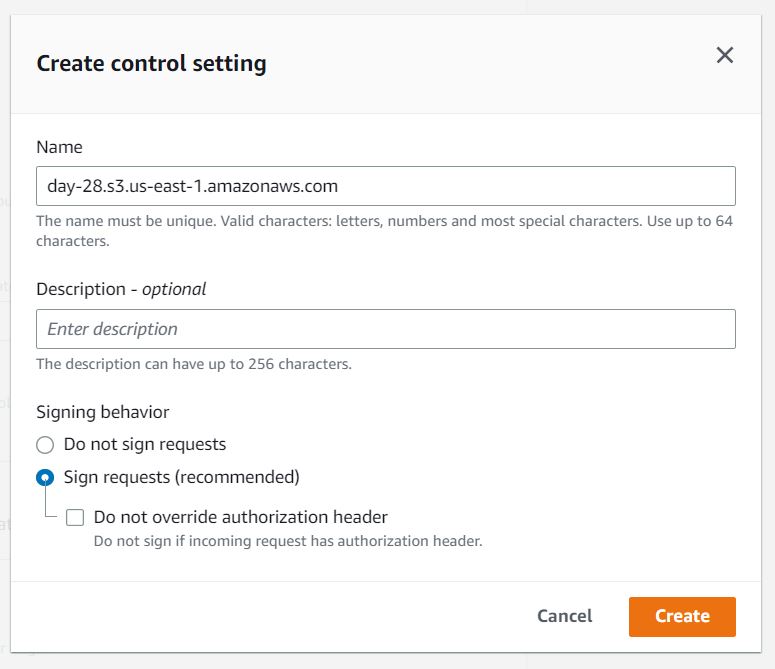 Create control setting
Name
day-28.s3.us-east-1.amazonaws.com
The name must be unique. Valid characters: letters, numbers and most special characters. Use up to 64
characters.
Description - optional
Enter description
The description can have up to 256 characters.
Signing behavior
Do not sign requests
Sign requests (recommended)
Do not override authorization header
Do not sign if incoming request has authorization header.
Cancel
Create